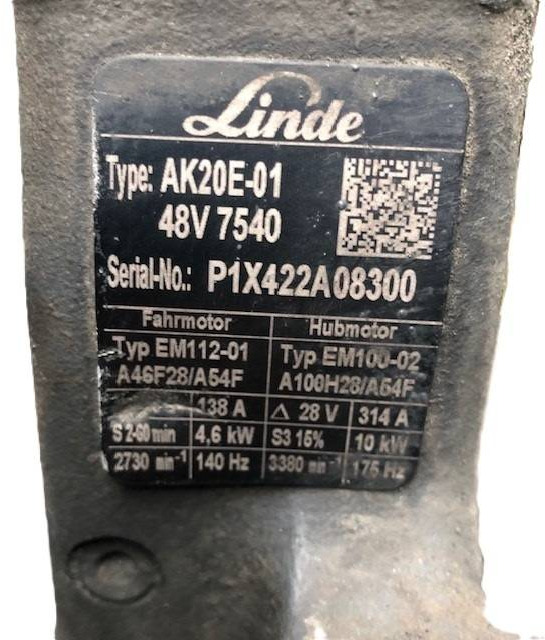 Linde
Type: AK20E-01
48V 7540
Serial-No.: P1X422A08300
Fahrmotor Hubmotor
Typ EM112-01 Typ EM100-02
A46F28/A54F A100H28/A54F
138 A Δ 28 V 314 A
S 2-60 min 4,6 kW S3 15% 10 kW
2730 min⁻¹ 140 Hz 3380 min⁻¹ 175 Hz